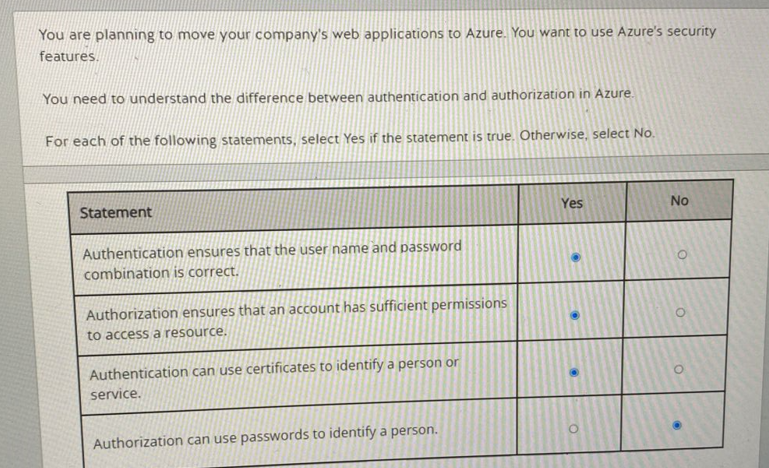 You are planning to move your company's web applications to Azure. You want to use Azure's security
features.
You need to understand the difference between authentication and authorization in Azure.
For each of the following statements, select Yes if the statement is true. Otherwise, select No.
Statement Yes No
Authentication ensures that the user name and password
combination is correct.
Authorization ensures that an account has sufficient permissions
to access a resource.
Authentication can use certificates to identify a person or
service.
Authorization can use passwords to identify a person.